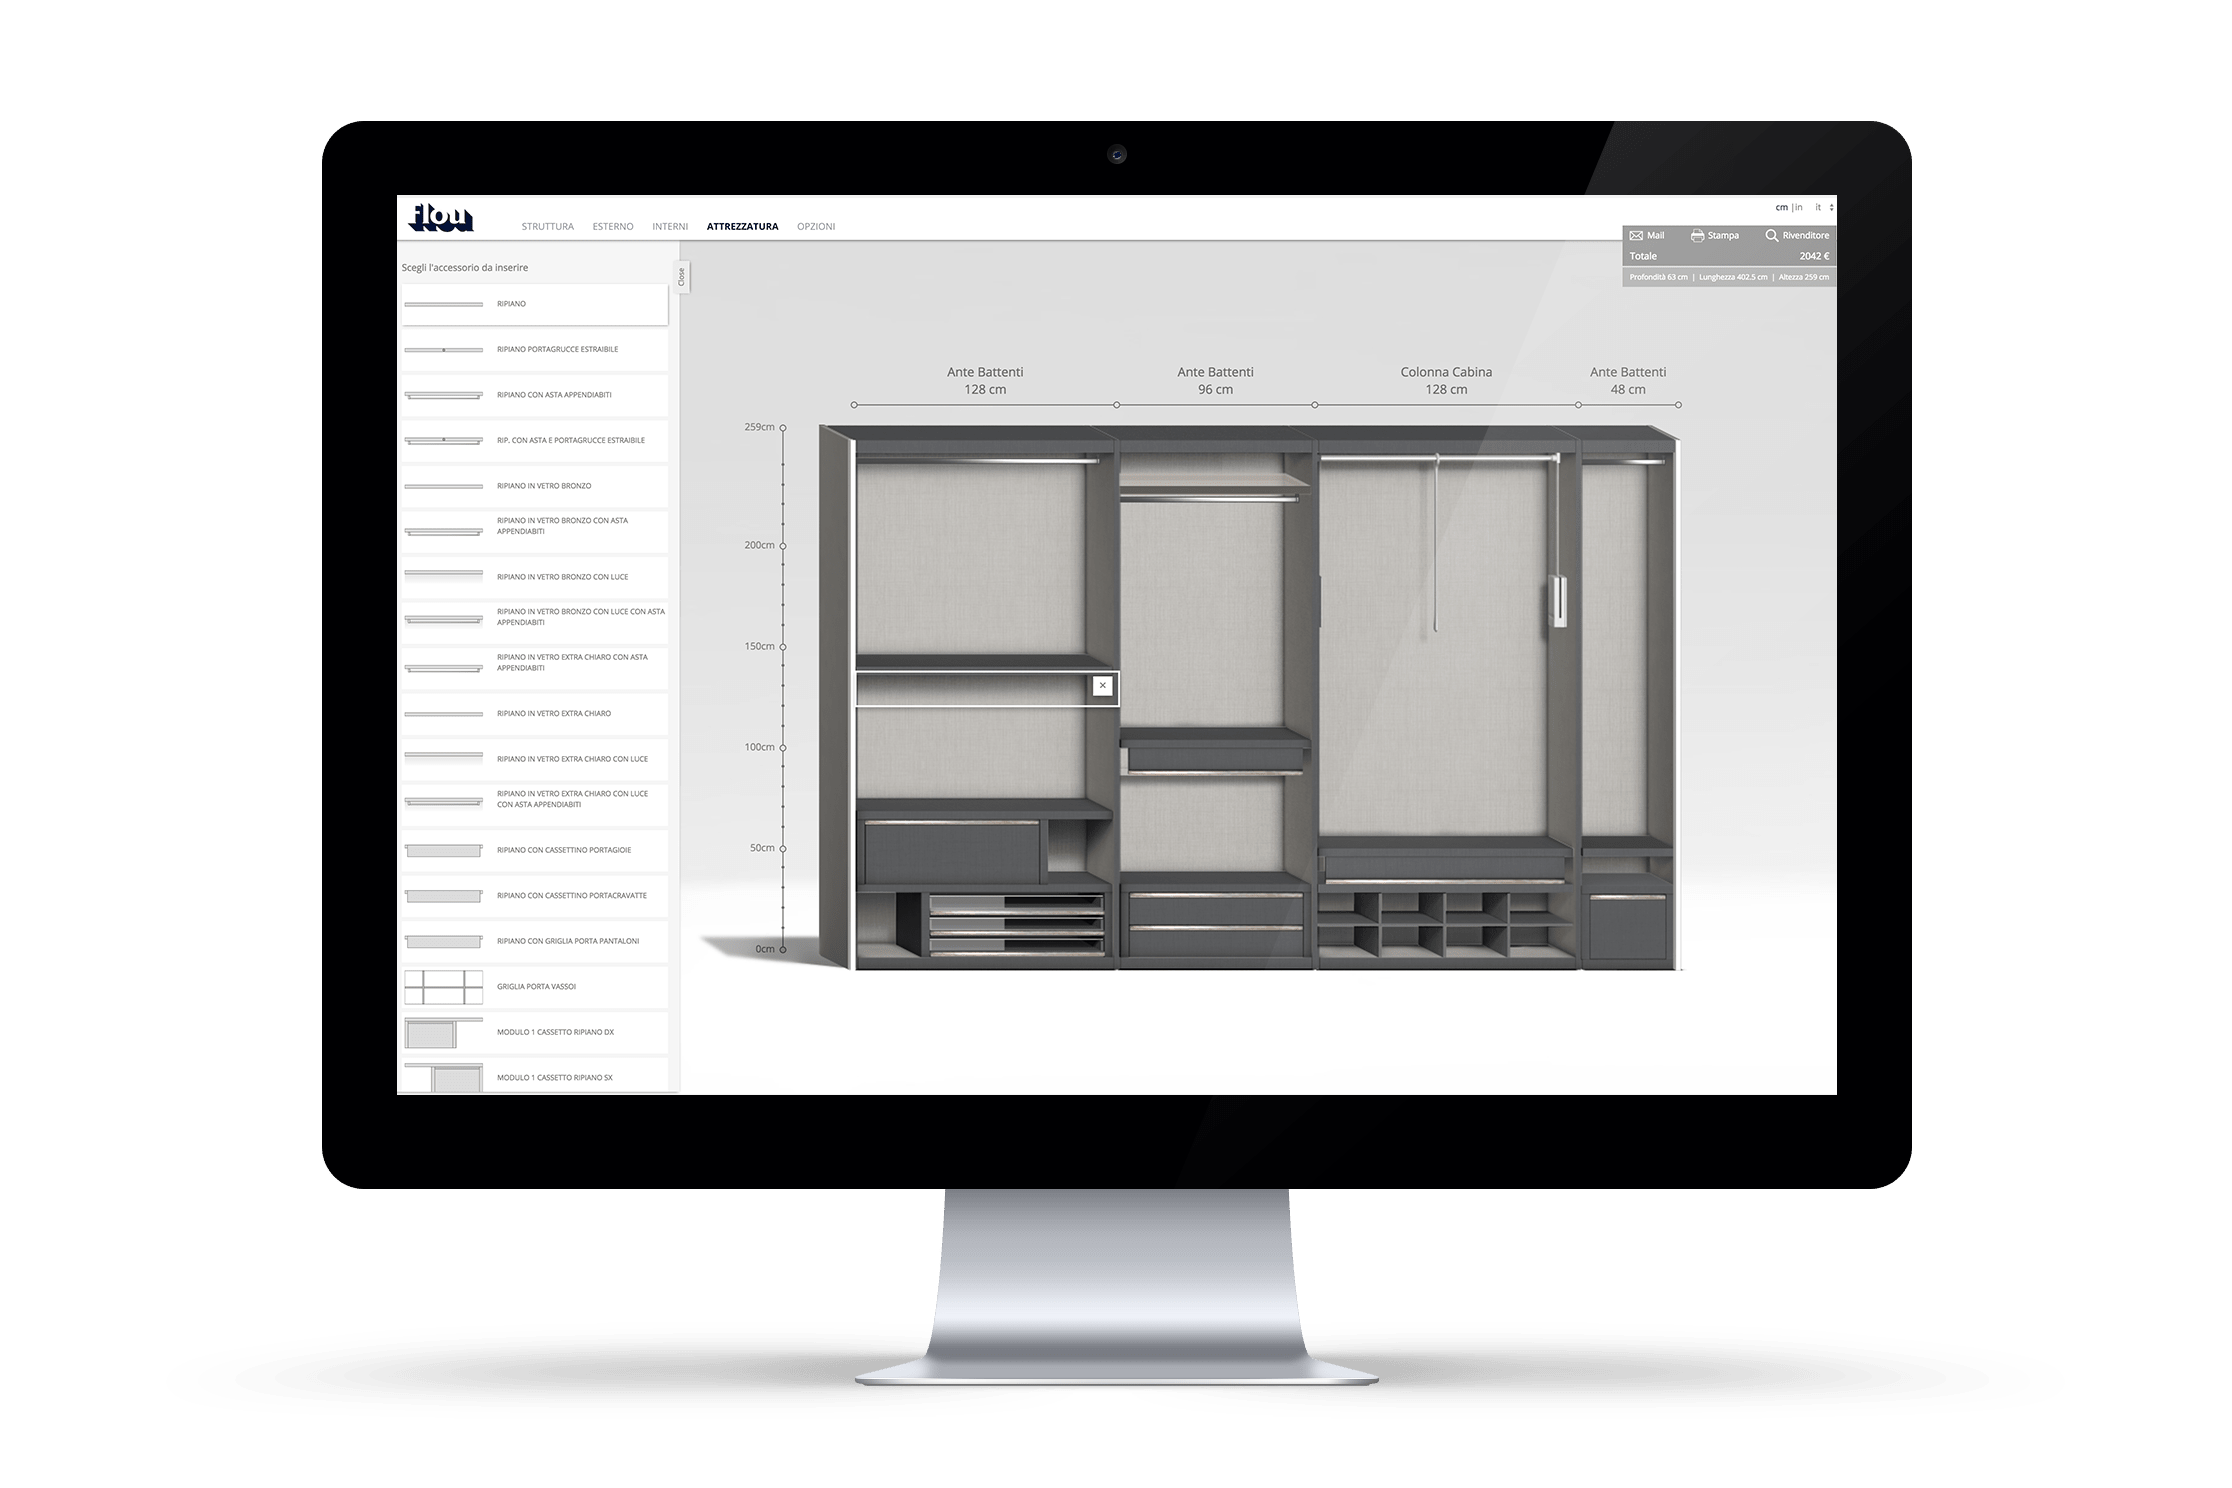 flou
STRUTTURA ESTERNO INTERNI ATTREZZATURA OPZIONI
cm |in it
Mail Stampa Rivenditore
Totale 2042 €
Profondità 63 cm | Lunghezza 402.5 cm | Altezza 259 cm
Scegli l'accessorio da inserire
Close
RIPIANO
RIPIANO PORTAGRUCCE ESTRAIBILE
RIPIANO CON ASTA APPENDIABITI
RIP. CON ASTA E PORTAGRUCCE ESTRAIBILE
RIPIANO IN VETRO BRONZO
RIPIANO IN VETRO BRONZO CON ASTA
APPENDIABITI
RIPIANO IN VETRO BRONZO CON LUCE
RIPIANO IN VETRO BRONZO CON LUCE CON ASTA
APPENDIABITI
RIPIANO IN VETRO EXTRA CHIARO CON ASTA
APPENDIABITI
RIPIANO IN VETRO EXTRA CHIARO
RIPIANO IN VETRO EXTRA CHIARO CON LUCE
RIPIANO IN VETRO EXTRA CHIARO CON LUCE
CON ASTA APPENDIABITI
RIPIANO CON CASSETTINO PORTAGIOIE
RIPIANO CON CASSETTINO PORTACRAVATTE
RIPIANO CON GRIGLIA PORTA PANTALONI
GRIGLIA PORTA VASSOI
MODULO 1 CASSETTO RIPIANO DX
MODULO 1 CASSETTO RIPIANO SX
Ante Battenti
128 cm
Ante Battenti
96 cm
Colonna Cabina
128 cm
Ante Battenti
48 cm
259cm
200cm
150cm
100cm
50cm
0cm